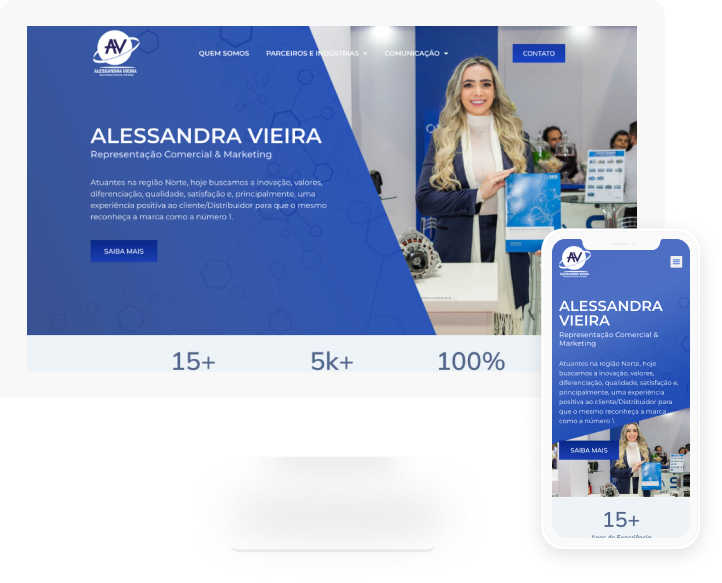 AV
ALESSANDRA VIEIRA
QUEM SOMOS
PARCEIROS E INDÚSTRIAS
COMUNICAÇÃO
CONTATO
ALESSANDRA VIEIRA
Representação Comercial & Marketing
Atuantes na região Norte, hoje buscamos a inovação, valores,
diferenciação, qualidade, satisfação e, principalmente, uma
experiência positiva ao cliente/Distribuidor para que o mesmo
reconheça a marca como a número 1.
SAIBA MAIS
15+
5k+
100%
AV
ALESSANDRA VIEIRA
ALESSANDRA
VIEIRA
Representação Comercial &
Marketing
Atuantes na região Norte, hoje
buscamos a inovação, valores,
diferenciação, qualidade, satisfação e,
principalmente, uma experiência
positiva ao cliente/Distribuidor para
que o mesmo reconheça a marca
como a número 1.
SAIBA MAIS
15+
Anos de Experiência